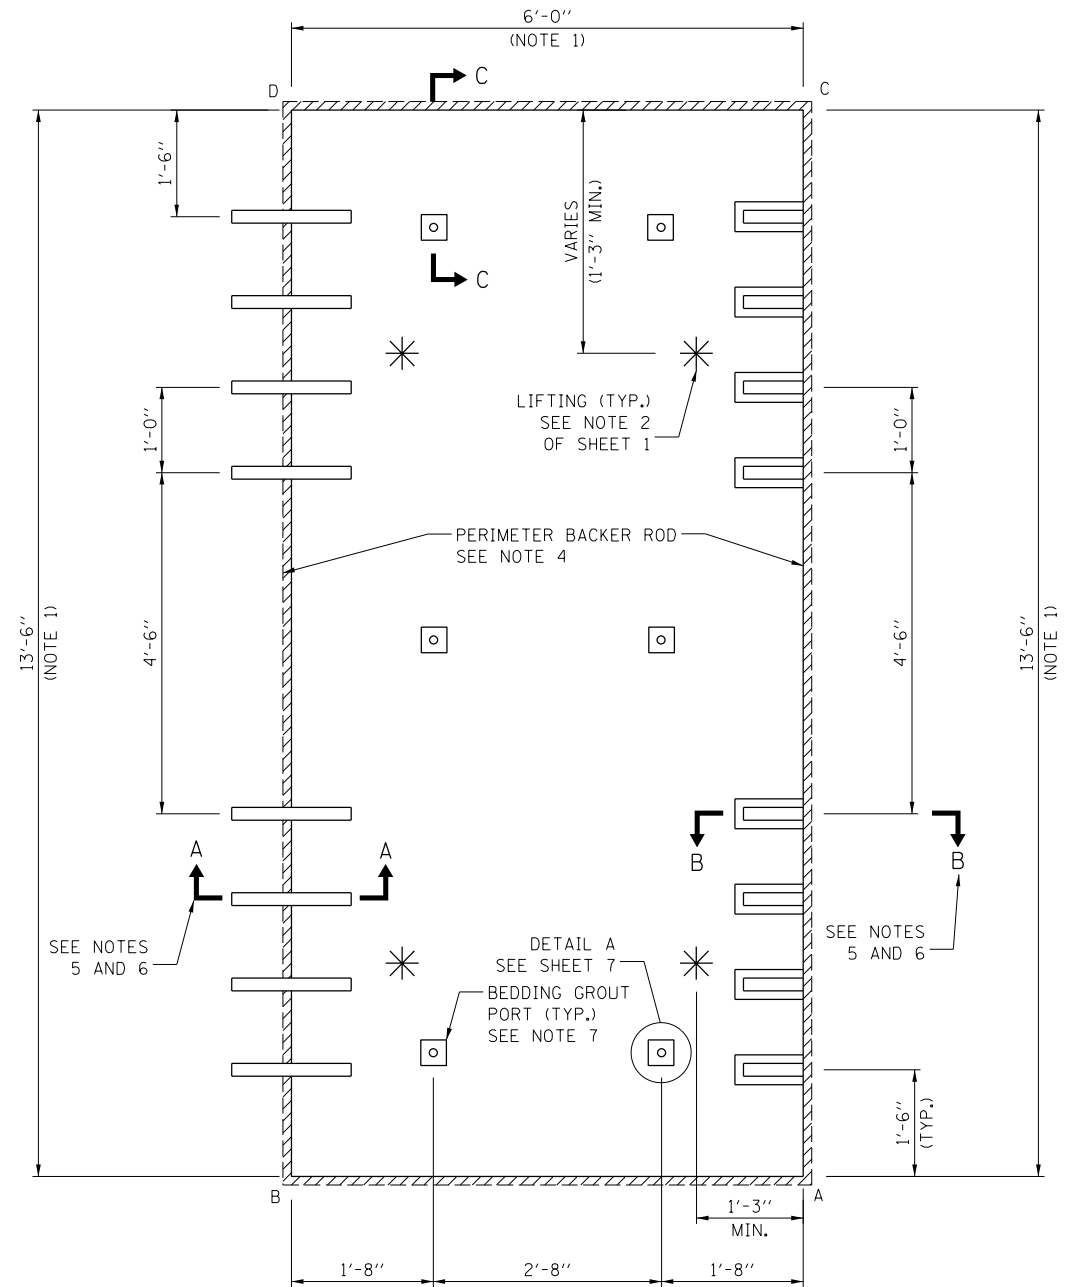 6'-0"
(NOTE 1)
C
D
C
1'-6"
VARIES
(1'-3" MIN.)
C
LIFTING (TYP.)
SEE NOTE 2
OF SHEET 1
1'-0"
1'-0"
PERIMETER BACKER ROD
SEE NOTE 4
13'-6"
(NOTE 1)
4'-6"
4'-6"
13'-6"
(NOTE 1)
A
A
B
B
SEE NOTES
5 AND 6
DETAIL A
SEE SHEET 7
SEE NOTES
5 AND 6
BEDDING GROUT
PORT (TYP.)
SEE NOTE 7
1'-6"
(TYP.)
B
A
1'-3"
MIN.
1'-8"
2'-8"
1'-8"